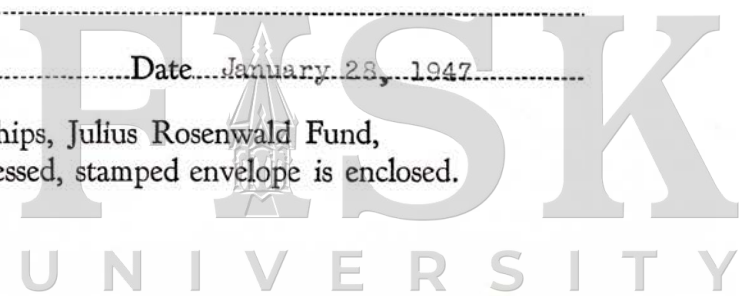 Date January 28, 1947
hips, Julius Rosenwald Fund,
essed, stamped envelope is enclosed.
FISK
UNIVERSITY